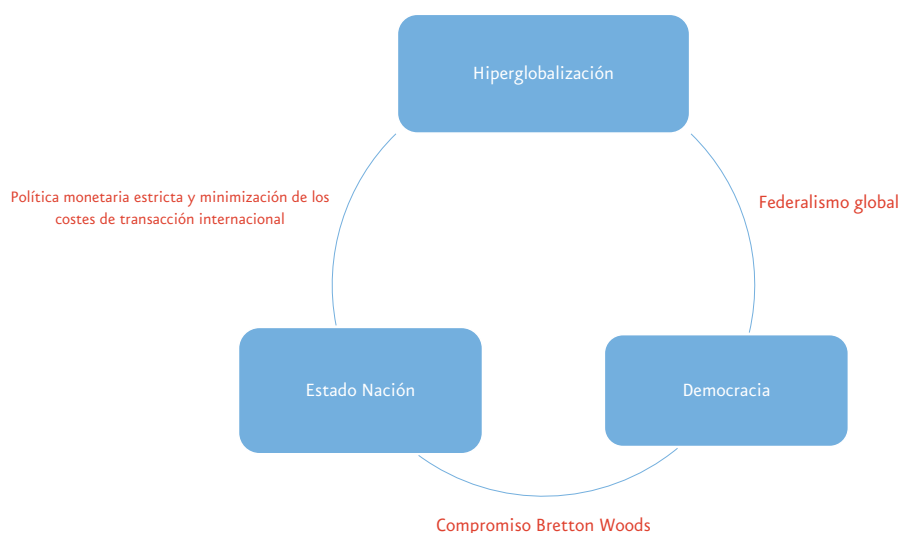 Hiperglobalización
Política monetaria estricta y minimización de los
costes de transacción internacional
Federalismo global
Estado Nación
Democracia
Compromiso Bretton Woods